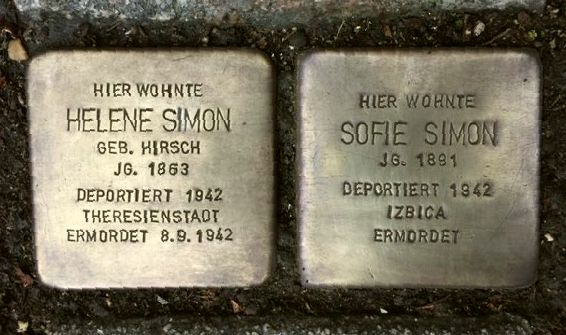 HIER WOHNTE
HELENE SIMON
GEB. HIRSCH
JG. 1863
DEPORTIERT 1942
THERESIENSTADT
ERMORDET 8.9.1942
HIER WOHNTE
SOFIE SIMON
JG. 1891
DEPORTIERT 1942
IZBICA
ERMORDET